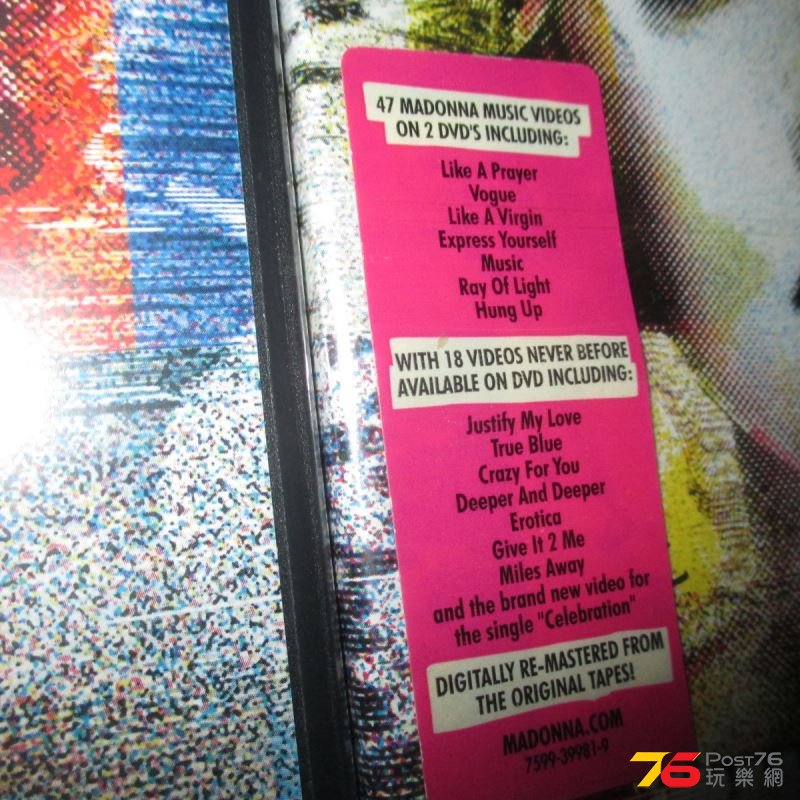 47 MADONNA MUSIC VIDEOS
ON 2 DVD'S INCLUDING:
Like A Prayer
Vogue
Like A Virgin
Express Yourself
Music
Ray Of Light
Hung Up
WITH 18 VIDEOS NEVER BEFORE
AVAILABLE ON DVD INCLUDING:
Justify My Love
True Blue
Crazy For You
Deeper And Deeper
Erotica
Give It 2 Me
Miles Away
and the brand new video for
the single "Celebration"
DIGITALLY RE-MASTERED FROM
THE ORIGINAL TAPES!
MADONNA.COM
7599-39981-9
76 Post76
玩樂網